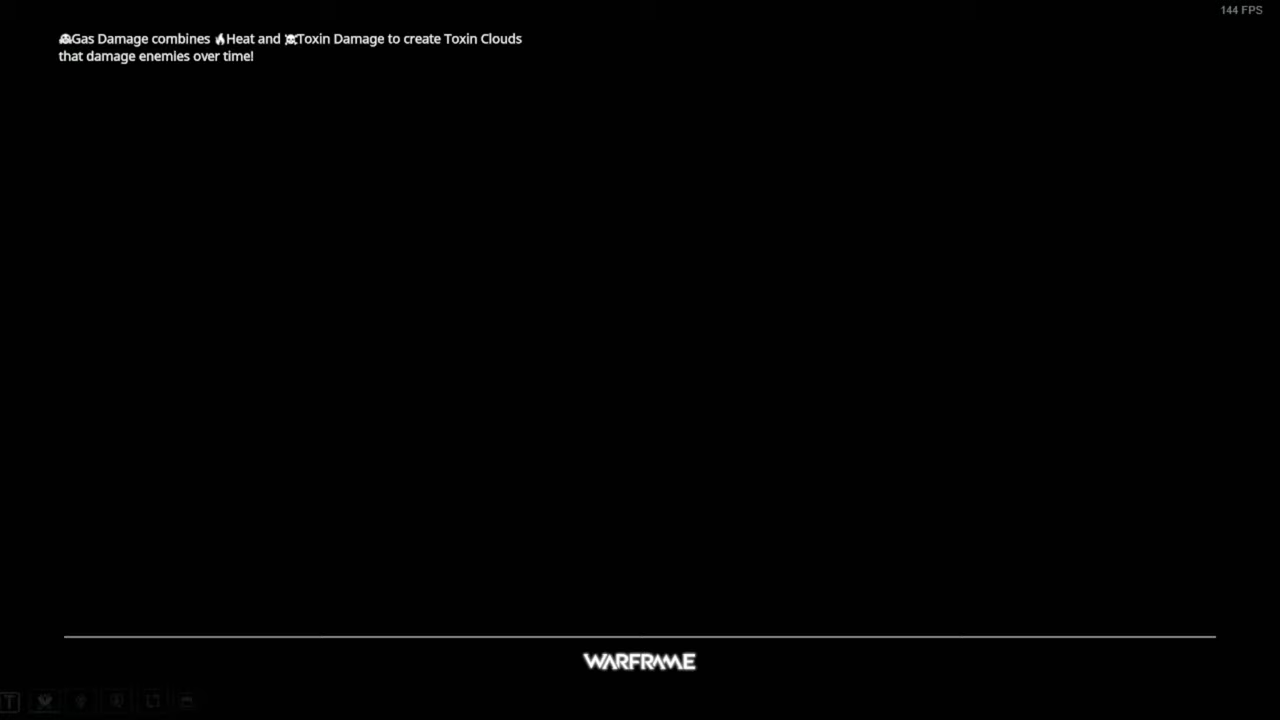 144 FPS
Gas Damage combines Heat and Toxin Damage to create Toxin Clouds
that damage enemies over time!
WARFRAME
T